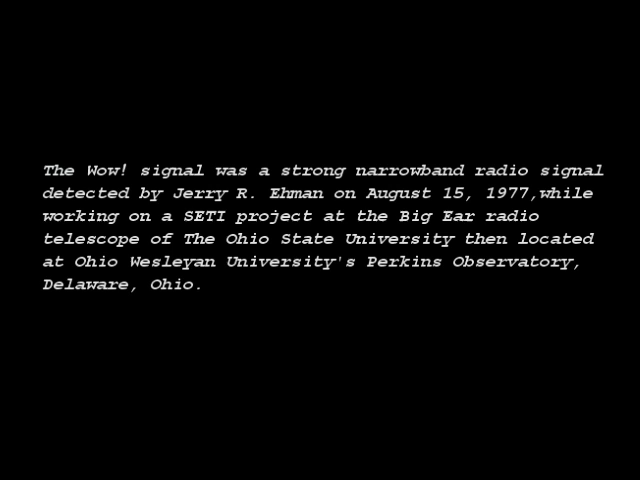 The Wow! signal was a strong narrowband radio signal
detected by Jerry R. Ehman on August 15, 1977,while
working on a SETI project at the Big Ear radio
telescope of The Ohio State University then located
at Ohio Wesleyan University's Perkins Observatory,
Delaware, Ohio.